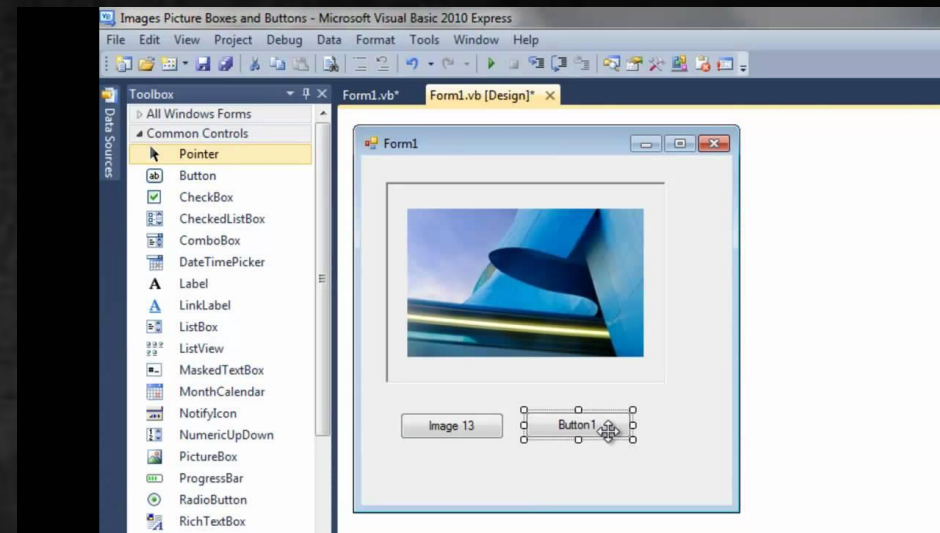 Images Picture Boxes and Buttons - Microsoft Visual Basic 2010 Express
File Edit View Project Debug Data Format Tools Window Help
Toolbox
Form1.vb*
Form1.vb [Design]*
Data Sources
All Windows Forms
Common Controls
Pointer
Button
CheckBox
CheckedListBox
ComboBox
DateTimePicker
A Label
A LinkLabel
ListBox
ListView
MaskedTextBox
MonthCalendar
NotifyIcon
NumericUpDown
PictureBox
ProgressBar
RadioButton
RichTextBox
Form1
Image 13
Button1